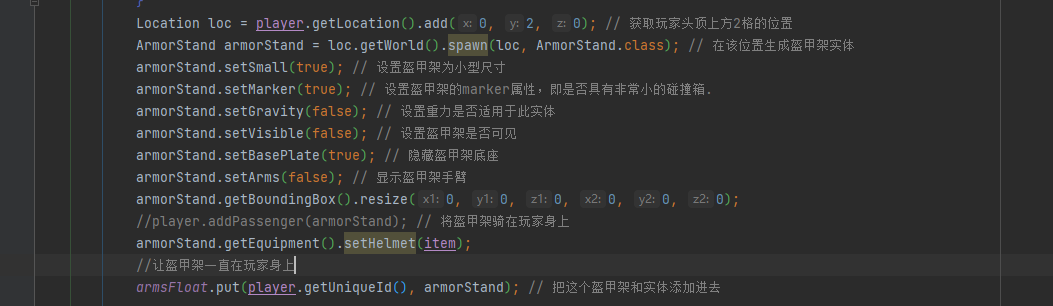 }
Location loc = player.getLocation().add( x: 0, y: 2, z: 0); // 获取玩家头顶上方2格的位置
ArmorStand armorStand = loc.getWorld().spawn(loc, ArmorStand.class); // 在该位置生成盔甲架实体
armorStand.setSmall(true); // 设置盔甲架为小型尺寸
armorStand.setMarker(true); // 设置盔甲架的marker属性，即是否具有非常小的碰撞箱.
armorStand.setGravity(false); // 设置重力是否适用于此实体
armorStand.setVisible(false); // 设置盔甲架是否可见
armorStand.setBasePlate(true); // 隐藏盔甲架底座
armorStand.setArms(false); // 显示盔甲架手臂
armorStand.getBoundingBox().resize( x1: 0, y1: 0, z1: 0, x2: 0, y2: 0, z2: 0);
//player.addPassenger(armorStand); // 将盔甲架骑在玩家身上
armorStand.getEquipment().setHelmet(item);
//让盔甲架一直在玩家身上
armsFloat.put(player.getUniqueId(), armorStand); // 把这个盔甲架和实体添加进去